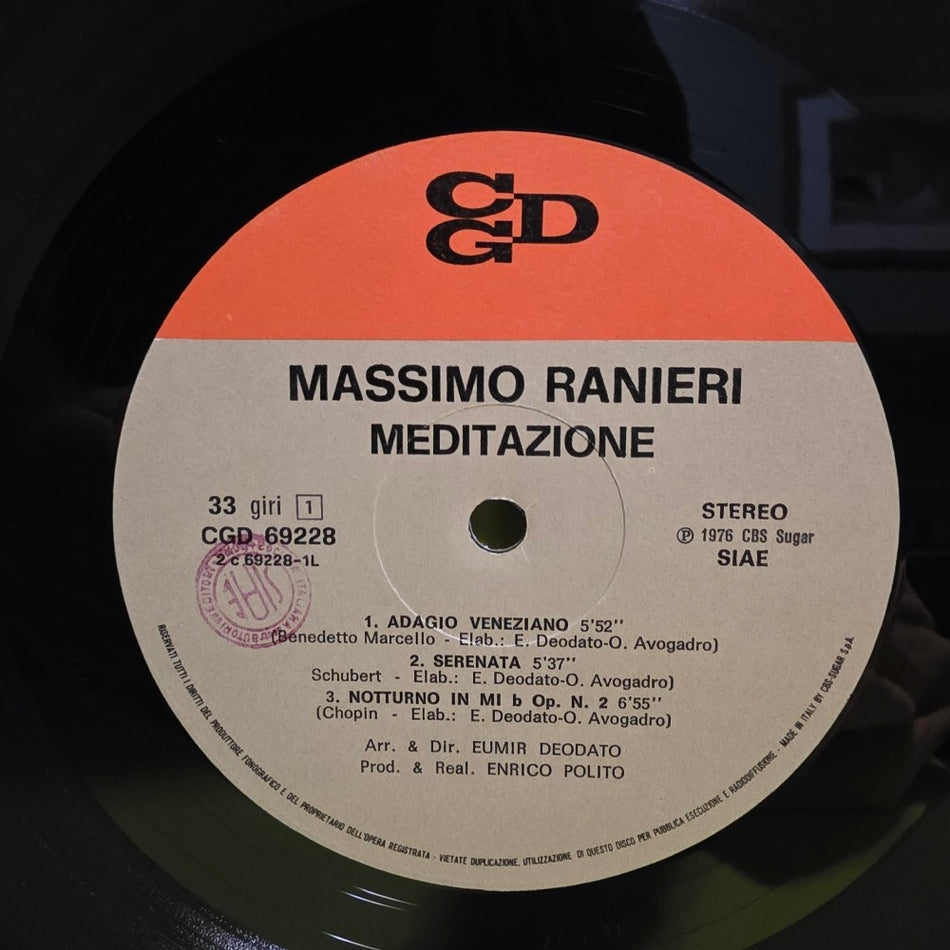 CGD
MASSIMO RANIERI
MEDITAZIONE
33 giri 1
CGD 69228
2 c 69228-1L
STEREO
Ⓟ 1976 CBS Sugar
SIAE
SIAE
1. ADAGIO VENEZIANO 5'52''
(Benedetto Marcello - Elab.: E. Deodato-O. Avogadro)
2. SERENATA 5'37''
Schubert - Elab.: E. Deodato-O. Avogadro)
3. NOTTURNO IN MI b Op. N. 2 6'55''
(Chopin - Elab.: E. Deodato-O. Avogadro)
Arr. & Dir. EUMIR DEODATO
Prod. & Real. ENRICO POLITO
RISERVATI TUTTI I DIRITTI DEL PRODUTTORE FONOGRAFICO E DEL PROPRIETARIO DELL'OPERA REGISTRATA - VIETATE DUPLICAZIONE, UTILIZZAZIONE DI QUESTO DISCO PER PUBBLICA ESECUZIONE E RADIODIFFUSIONE - MADE IN ITALY BY CBS-SUGAR S.p.A.